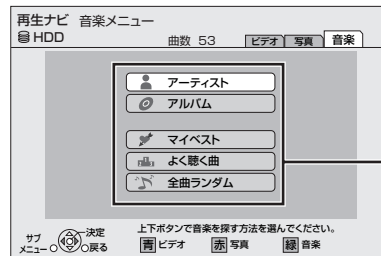 再生ナビ 音楽メニュー
HDD 曲数 53 ビデオ 写真 音楽
アーティスト
アルバム
マイベスト
よく聴く曲
全曲ランダム
サブメニュー 決定 戻る
上下ボタンで音楽を探す方法を選んでください。
青 ビデオ 赤 写真 緑 音楽